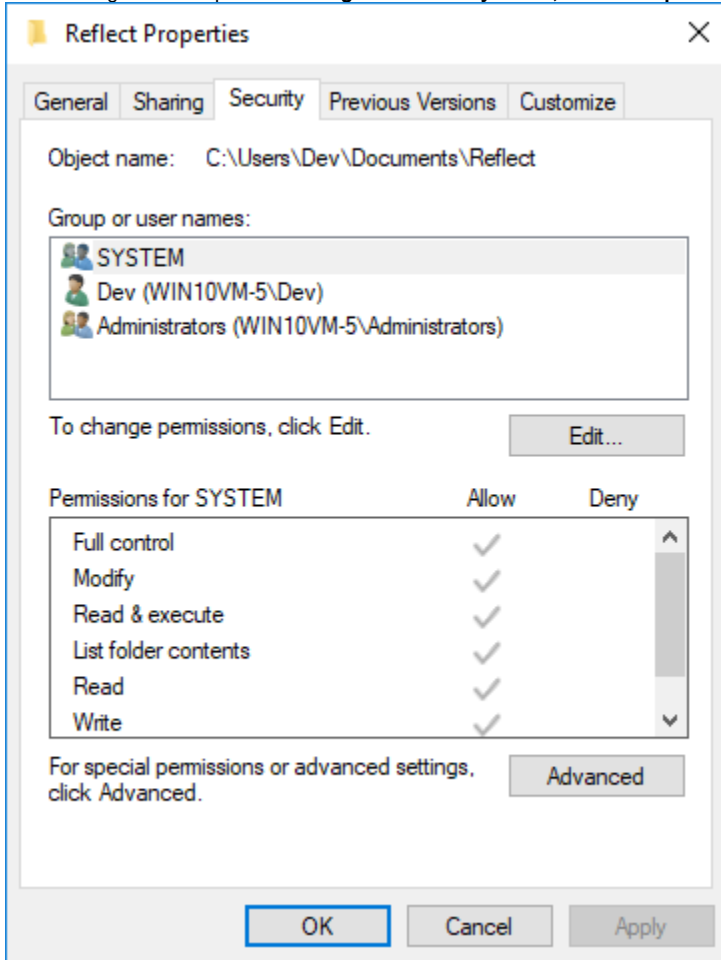 Reflect Properties
General Sharing Security Previous Versions Customize
Object name: C:\Users\Dev\Documents\Reflect
Group or user names:
SYSTEM
Dev (WIN10VM-5\Dev)
Administrators (WIN10VM-5\Administrators)
To change permissions, click Edit.
Edit...
Permissions for SYSTEM Allow Deny
Full control
Modify
Read & execute
List folder contents
Read
Write
For special permissions or advanced settings,
click Advanced.
Advanced
OK Cancel Apply